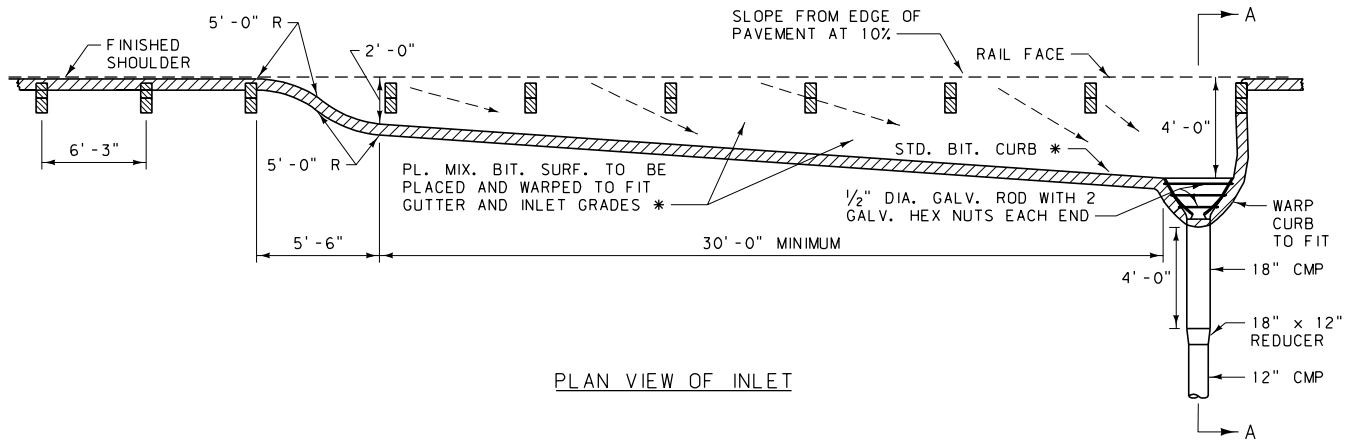 5'-0" R
SLOPE FROM EDGE OF
PAVEMENT AT 10%
A
FINISHED
SHOULDER
2'-0"
RAIL FACE
6'-3"
5'-0" R
4'-0"
STD. BIT. CURB *
PL. MIX. BIT. SURF. TO BE
PLACED AND WARPED TO FIT
GUTTER AND INLET GRADES *
1/2" DIA. GALV. ROD WITH 2
GALV. HEX NUTS EACH END
WARP
CURB
TO FIT
5'-6"
30'-0" MINIMUM
4'-0"
18" CMP
18" x 12"
REDUCER
12" CMP
PLAN VIEW OF INLET
A